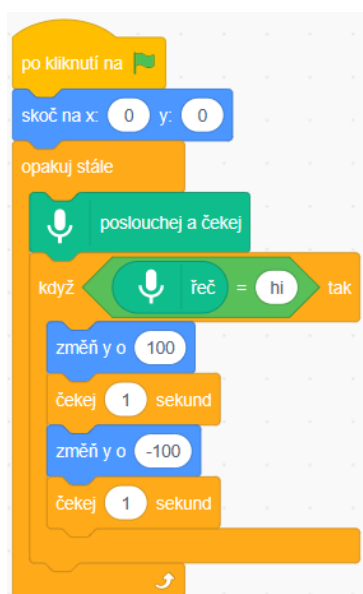 po kliknutí na
skoč na x: 0 y: 0
opakuj stále
poslouchej a čekej
když řeč = hi tak
změň y o 100
čekej 1 sekund
změň y o -100
čekej 1 sekund